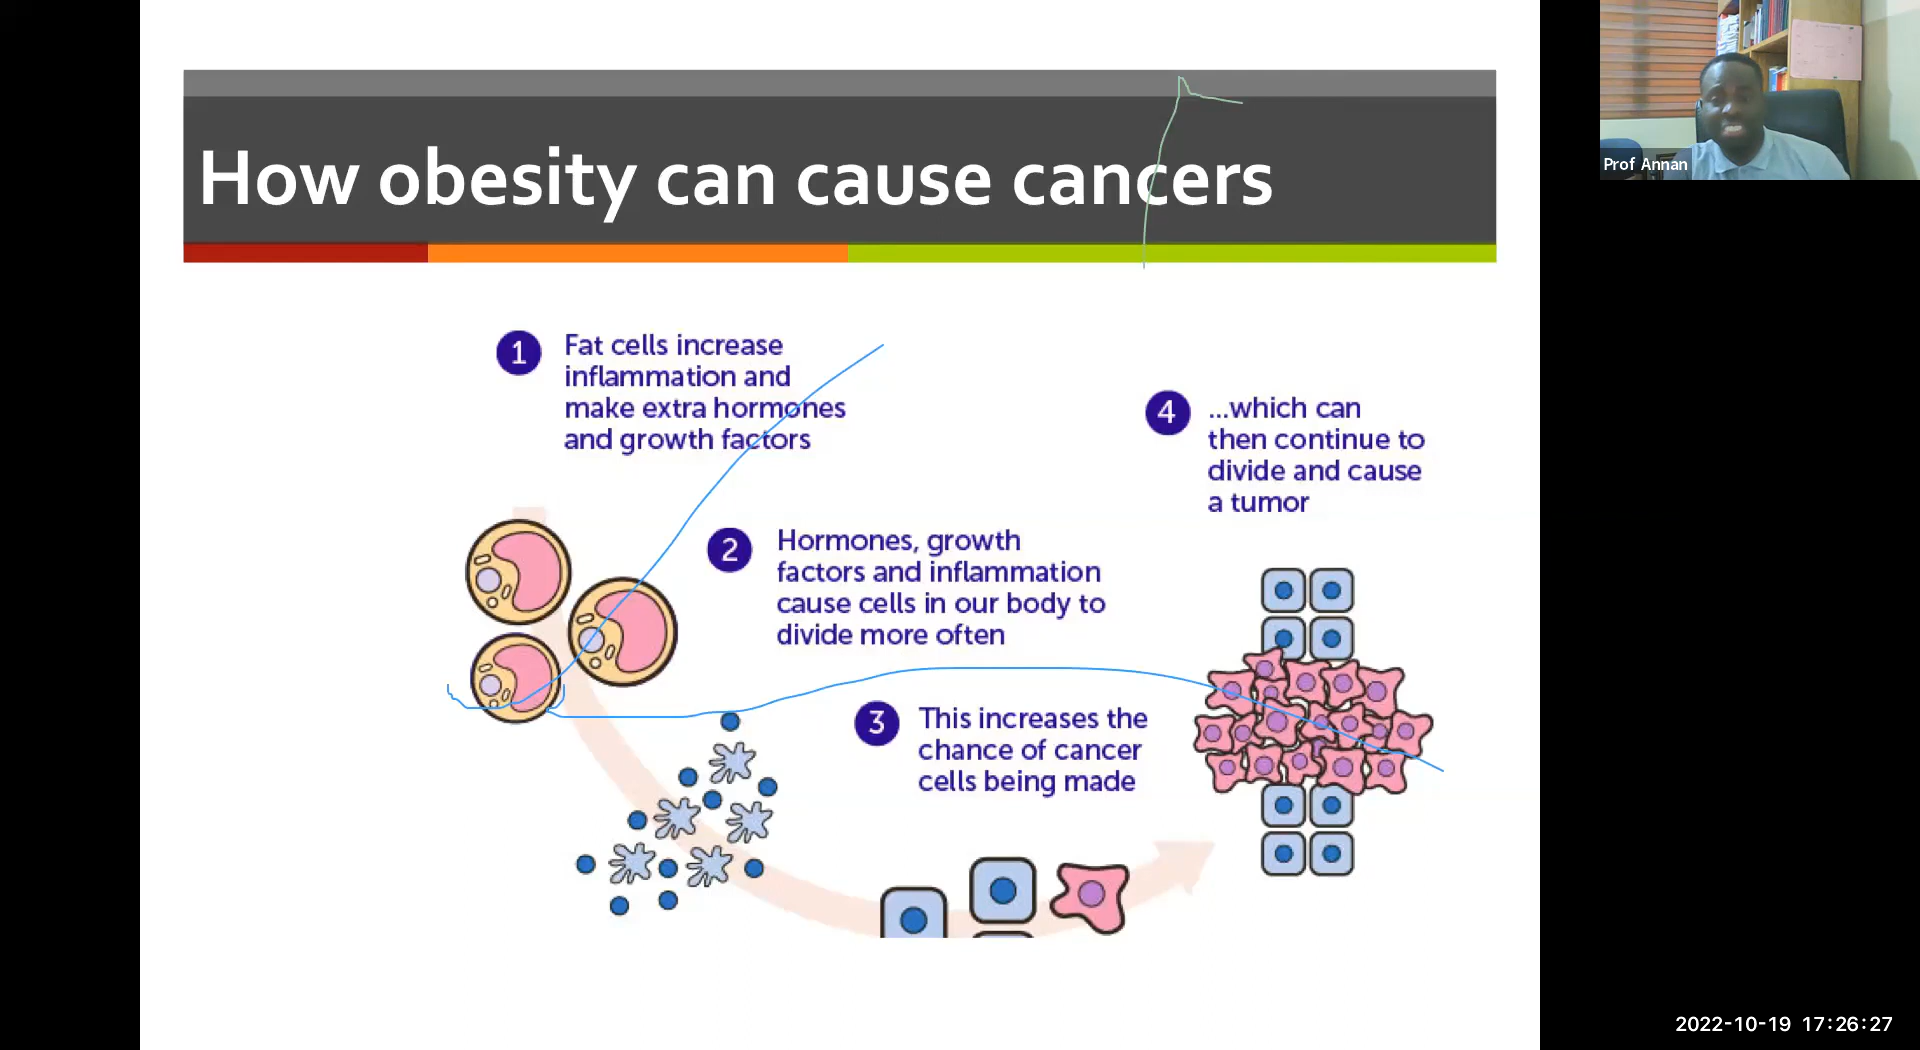 How obesity can cause cancers
1
Fat cells increase
inflammation and
make extra hormones
and growth factors
2
Hormones, growth
factors and inflammation
cause cells in our body to
divide more often
3
This increases the
chance of cancer
cells being made
4
...which can
then continue to
divide and cause
a tumor
Prof Annan
2022-10-19 17:26:27